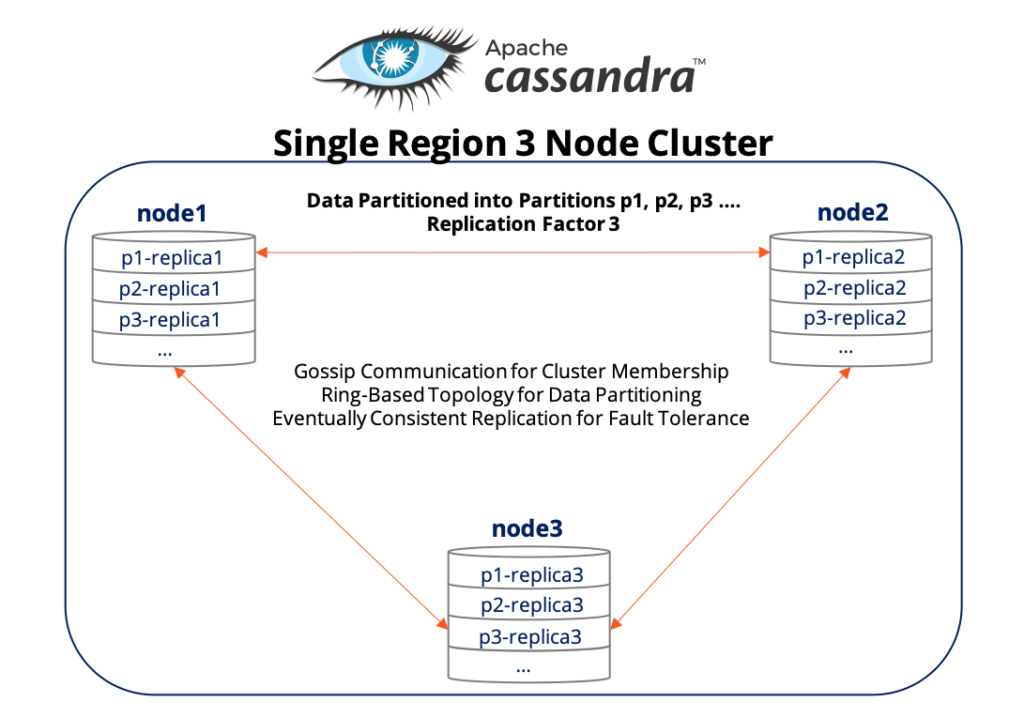 Apache
cassandra™
Single Region 3 Node Cluster
Data Partitioned into Partitions p1, p2, p3 ....
Replication Factor 3
node1
p1-replica1
p2-replica1
p3-replica1
...
node2
p1-replica2
p2-replica2
p3-replica2
...
Gossip Communication for Cluster Membership
Ring-Based Topology for Data Partitioning
Eventually Consistent Replication for Fault Tolerance
node3
p1-replica3
p2-replica3
p3-replica3
...